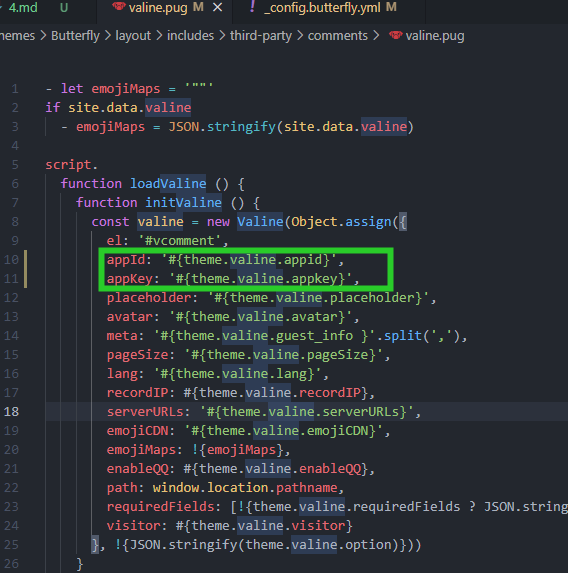 4.md U valine.pug M × ! _config.butterfly.yml M
hemes > Butterfly > layout > includes > third-party > comments > valine.pug
1 - let emojiMaps = '""'
2 if site.data.valine
3 - emojiMaps = JSON.stringify(site.data.valine)
4
5 script.
6 function loadValine () {
7 function initValine () {
8 const valine = new Valine(Object.assign({
9 el: '#vcomment',
10 appId: '#{theme.valine.appid}',
11 appKey: '#{theme.valine.appkey}',
12 placeholder: '#{theme.valine.placeholder}',
13 avatar: '#{theme.valine.avatar}',
14 meta: '#{theme.valine.guest_info }'.split(','),
15 pageSize: '#{theme.valine.pageSize}',
16 lang: '#{theme.valine.lang}',
17 recordIP: #{theme.valine.recordIP},
18 serverURLs: '#{theme.valine.serverURLs}',
19 emojiCDN: '#{theme.valine.emojiCDN}',
20 emojiMaps: !{emojiMaps},
21 enableQQ: #{theme.valine.enableQQ},
22 path: window.location.pathname,
23 requiredFields: [!{theme.valine.requiredFields ? JSON.string
24 visitor: #{theme.valine.visitor}
25 }, !{JSON.stringify(theme.valine.option)}))
26 }